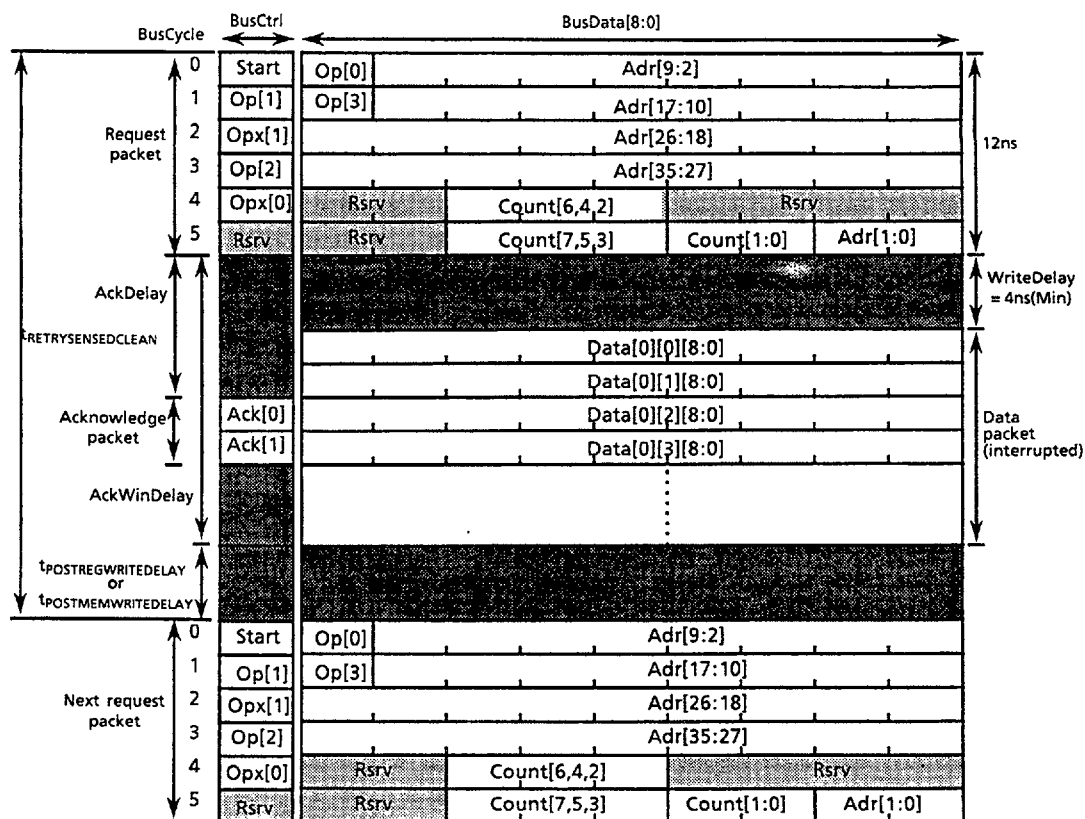 BusCycle BusCtrl BusData[8:0]
0 Start Op[0] Adr[9:2]
1 Op[1] Op[3] Adr[17:10]
Request packet
2 Opx[1] Adr[26:18]
12ns
3 Op[2] Adr[35:27]
4 Opx[0] Rsrv Count[6,4,2] Rsrv
5 Rsrv Rsrv Count[7,5,3] Count[1:0] Adr[1:0]
AckDelay
WriteDelay
= 4ns(Min)
tRETRYSENSEDCLEAN
Data[0][0][8:0]
Data[0][1][8:0]
Acknowledge packet
Ack[0] Data[0][2][8:0]
Ack[1] Data[0][3][8:0]
Data
packet
(interrupted)
AckWinDelay
tPOSTREGWRITEDELAY
or
tPOSTMEMWRITEDELAY
0 Start Op[0] Adr[9:2]
1 Op[1] Op[3] Adr[17:10]
Next request
packet
2 Opx[1] Adr[26:18]
3 Op[2] Adr[35:27]
4 Opx[0] Rsrv Count[6,4,2] Rsrv
5 Rsrv Rsrv Count[7,5,3] Count[1:0] Adr[1:0]